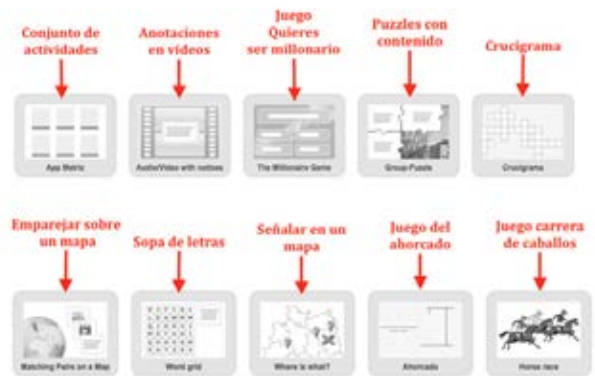 Conjunto de
actividades
Anotaciones
en vídeos
Juego
Quieres
ser millonario
Puzzles con
contenido
Crucigrama
App Matrix
Audio/Video with notices
The Millionaire Game
Group-Puzzle
Crucigrama
Emparejar sobre
un mapa
Sopa de letras
Señalar en un
mapa
Juego del
ahorcado
Juego carrera
de caballos
Matching Pairs on a Map
Word grid
Where is what?
Ahorcado
Horse race